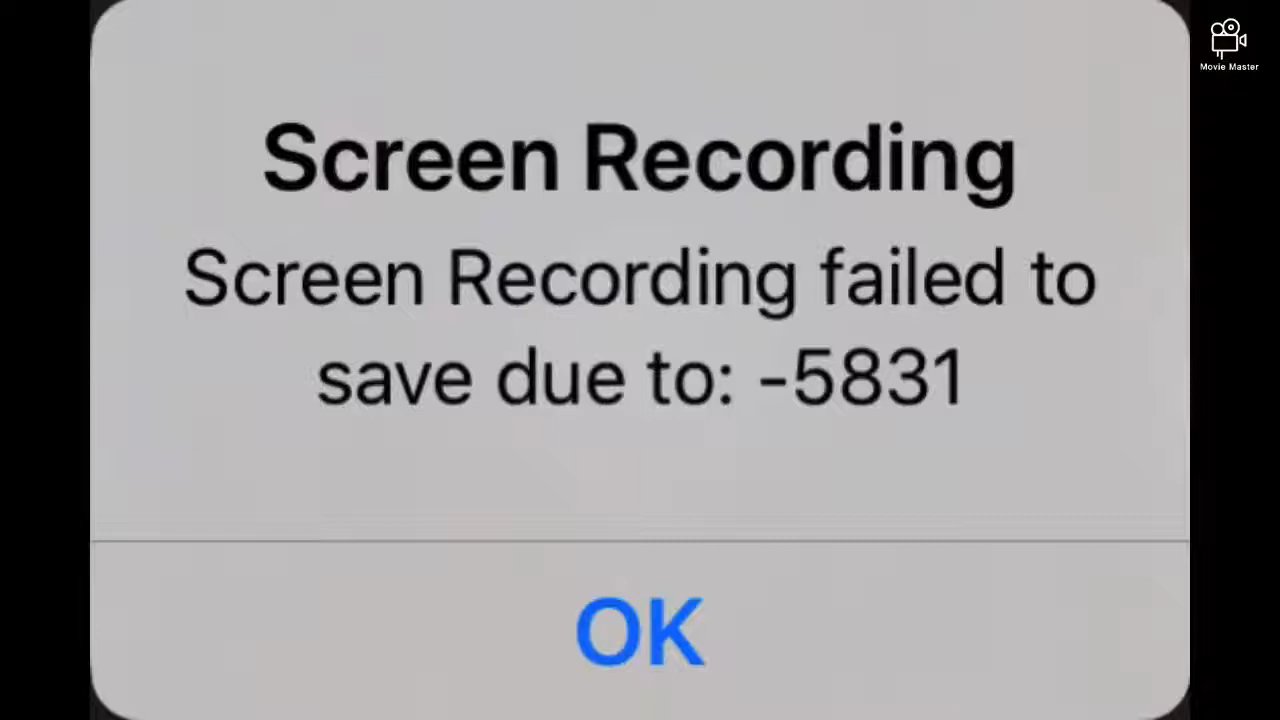 Movie Master
Screen Recording
Screen Recording failed to
save due to: -5831
OK